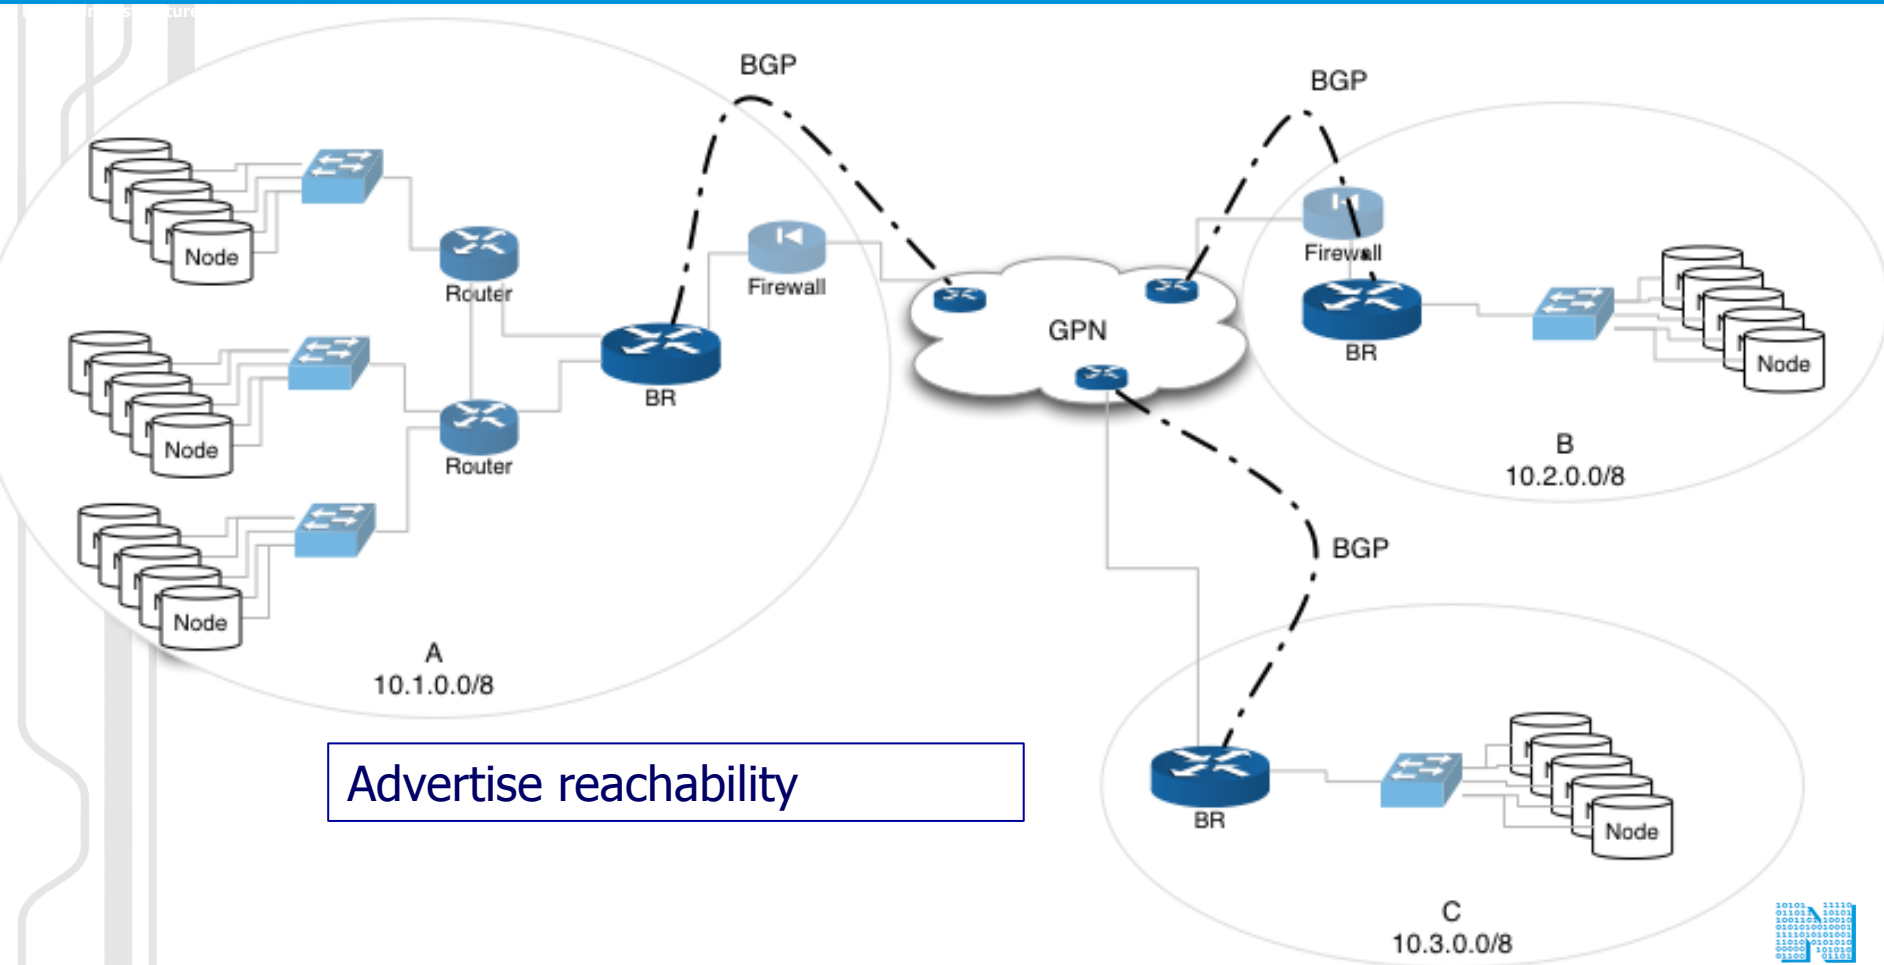 BGP
BGP
Node
Router
Firewall
Firewall
GPN
BR
BR
Node
Node
Router
B
10.2.0.0/8
BGP
Node
A
10.1.0.0/8
Advertise reachability
BR
Node
C
10.3.0.0/8